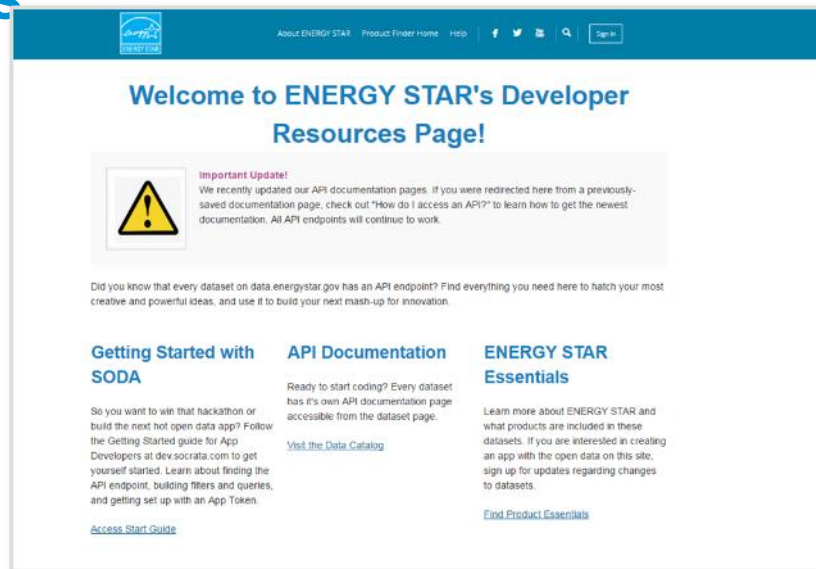 S
ENERGY STAR
About ENERGY STAR Product Finder Home Help Sign In
Welcome to ENERGY STAR's Developer
Resources Page!
Important Update!
We recently updated our API documentation pages. If you were redirected here from a previously-
saved documentation page, check out "How do I access an API?" to learn how to get the newest
documentation. All API endpoints will continue to work.
Did you know that every dataset on data.energystar.gov has an API endpoint? Find everything you need here to hatch your most
creative and powerful ideas, and use it to build your next mash-up for innovation.
Getting Started with
SODA
So you want to win that hackathon or
build the next hot open data app? Follow
the Getting Started guide for App
Developers at dev.socrata.com to get
yourself started. Learn about finding the
API endpoint, building filters and queries,
and getting set up with an App Token.
Access Start Guide
API Documentation
Ready to start coding? Every dataset
has it's own API documentation page
accessible from the dataset page.
Visit the Data Catalog
ENERGY STAR
Essentials
Learn more about ENERGY STAR and
what products are included in these
datasets. If you are interested in creating
an app with the open data on this site,
sign up for updates regarding changes
to datasets.
Find Product Essentials